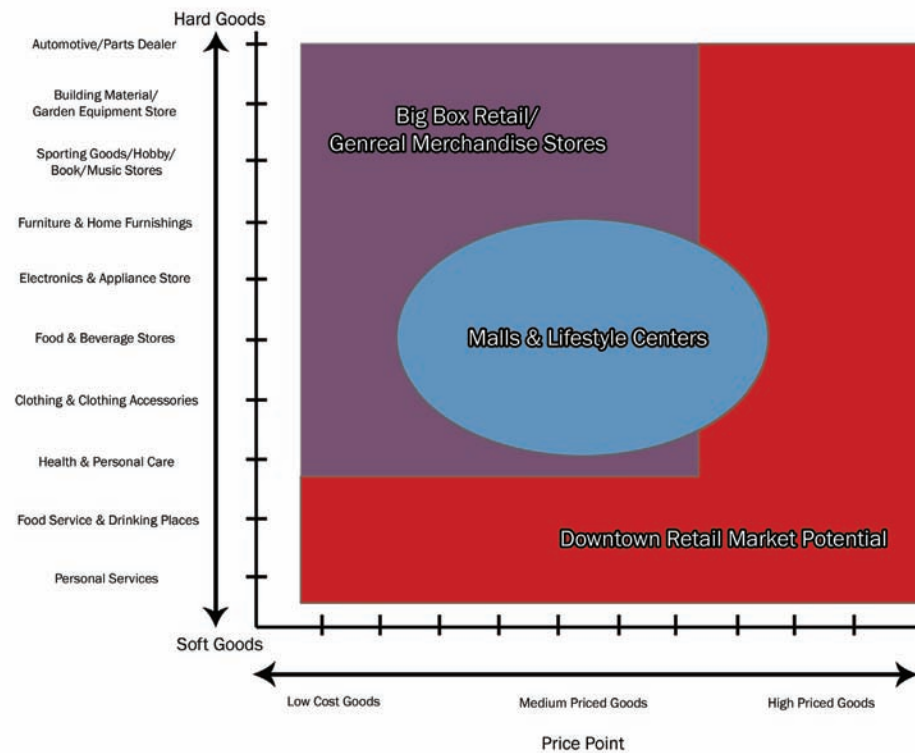 Hard Goods
Automotive/Parts Dealer
Building Material/
Garden Equipment Store
Sporting Goods/Hobby/
Book/Music Stores
Furniture & Home Furnishings
Electronics & Appliance Store
Food & Beverage Stores
Clothing & Clothing Accessories
Health & Personal Care
Food Service & Drinking Places
Personal Services
Soft Goods
Big Box Retail/
Genreal Merchandise Stores
Malls & Lifestyle Centers
Downtown Retail Market Potential
Low Cost Goods
Medium Priced Goods
High Priced Goods
Price Point